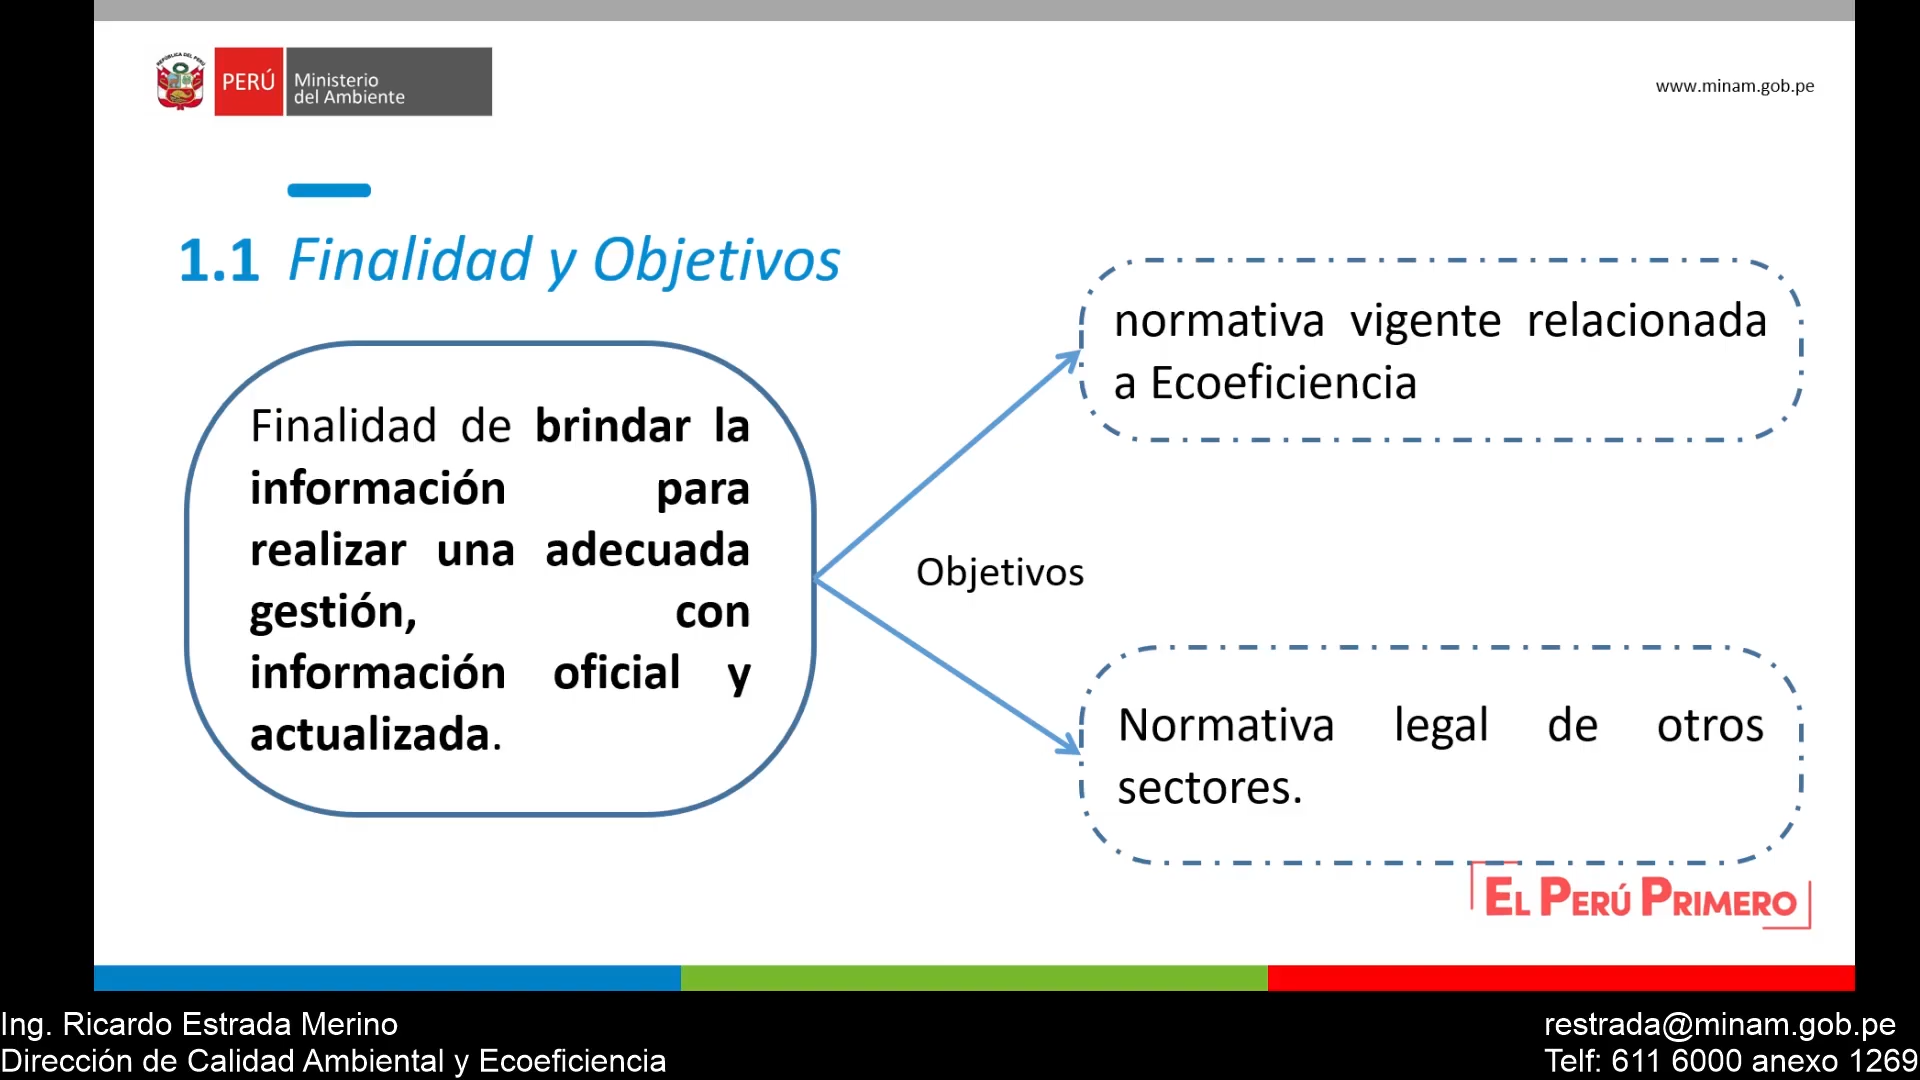 PERÚ
Ministerio
del Ambiente
www.minam.gob.pe
1.1 Finalidad y Objetivos
Finalidad de brindar la
información para
realizar una adecuada
gestión, con
información oficial y
actualizada.
Objetivos
normativa vigente relacionada
a Ecoeficiencia
Normativa legal de otros
sectores.
EL PERÚ PRIMERO
Ing. Ricardo Estrada Merino
Dirección de Calidad Ambiental y Ecoeficiencia
restrada@minam.gob.pe
Telf: 611 6000 anexo 1269